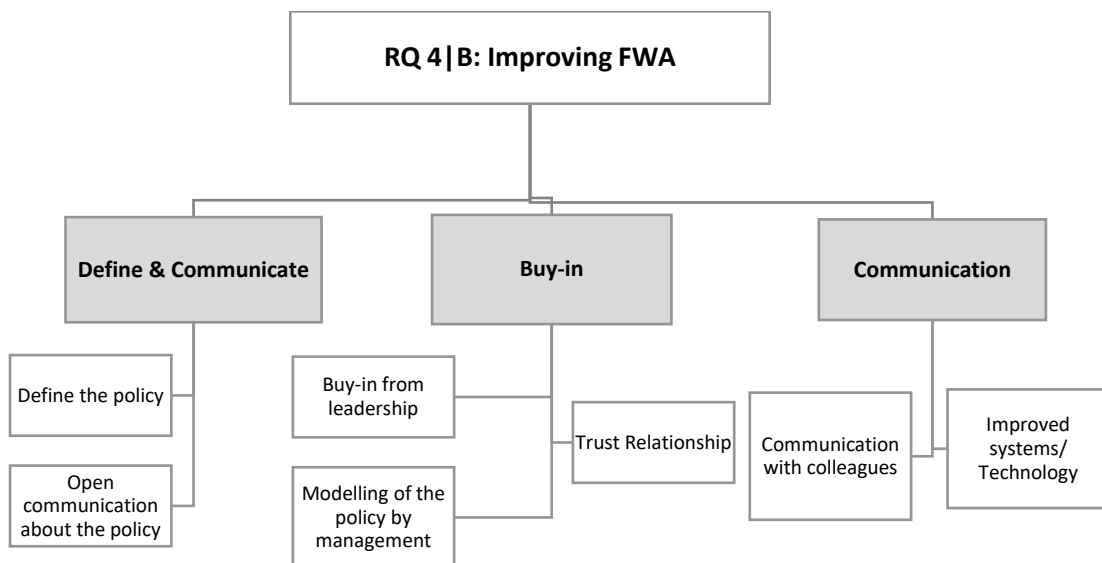 RQ 4|B: Improving FWA
Define & Communicate
Buy-in
Communication
Define the policy
Open
communication
about the policy
Buy-in from
leadership
Trust Relationship
Modelling of the
policy by
management
Communication
with colleagues
Improved
systems/
Technology